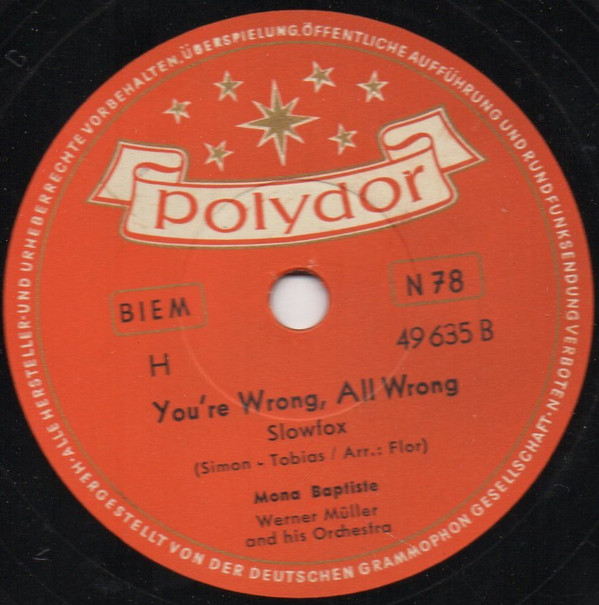 · ALLE HERSTELLER- UND URHEBERRECHTE VORBEHALTEN. ÜBERSPIELUNG, ÖFFENTLICHE AUFFÜHRUNG UND RUNDFUNKSENDUNG VERBOTEN. · HERGESTELLT VON DER DEUTSCHEN GRAMMOPHON GESELLSCHAFT ·
polydor
BIEM
N 78
H
49 635 B
You're Wrong, All Wrong
Slowfox
(Simon - Tobias / Arr.: Flor)
Mona Baptiste
Werner Müller
and his Orchestra